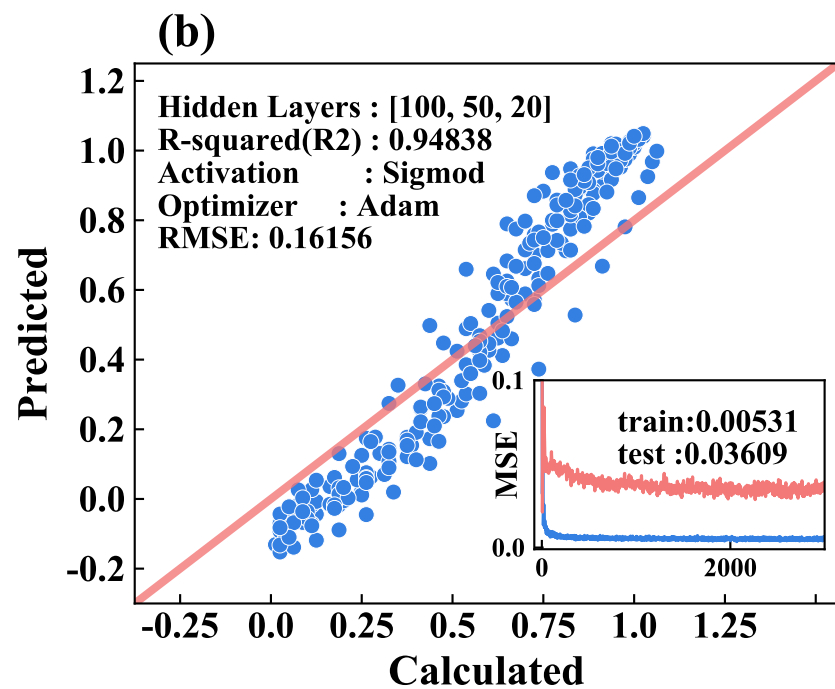 (b)
1.2
1.0
0.8
0.6
0.4
0.2
0.0
-0.2
Predicted
Hidden Layers : [100, 50, 20]
R-squared(R2) : 0.94838
Activation : Sigmod
Optimizer : Adam
RMSE: 0.16156
0.1
0.0
MSE
train:0.00531
test :0.03609
0 2000
-0.25 0.0 0.25 0.5 0.75 1.0 1.25
Calculated